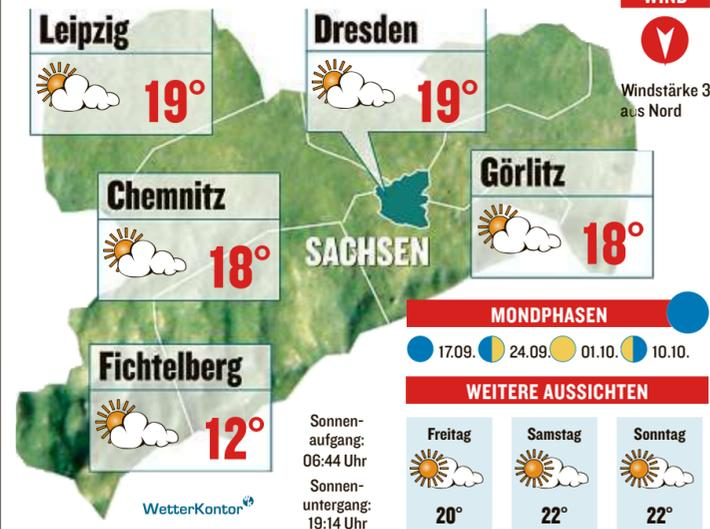 Leipzig
19°
Dresden
19°
WIND
Windstärke 3
aus Nord
Chemnitz
18°
Görlitz
18°
SACHSEN
Fichtelberg
12°
MONDPHASEN
17.09. 24.09. 01.10. 10.10.
WEITERE AUSSICHTEN
Freitag Samstag Sonntag
20° 22° 22°
Sonnen-
aufgang:
06:44 Uhr
Sonnen-
untergang:
19:14 Uhr
WetterKontor